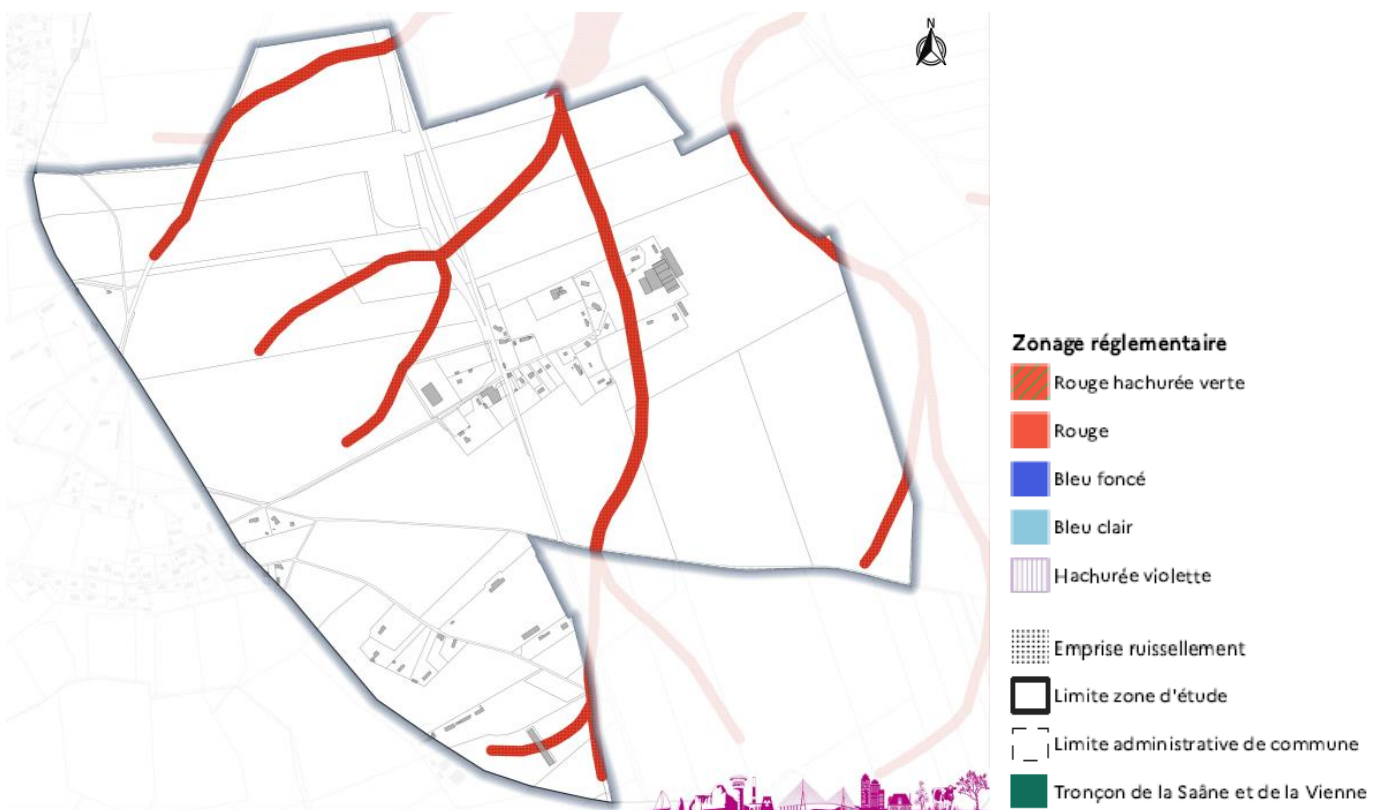 N
Zonage réglementaire
Rouge hachurée verte
Rouge
Bleu foncé
Bleu clair
Hachurée violette
Emprise ruissellement
Limite zone d'étude
Limite administrative de commune
Tronçon de la Saâne et de la Vienne